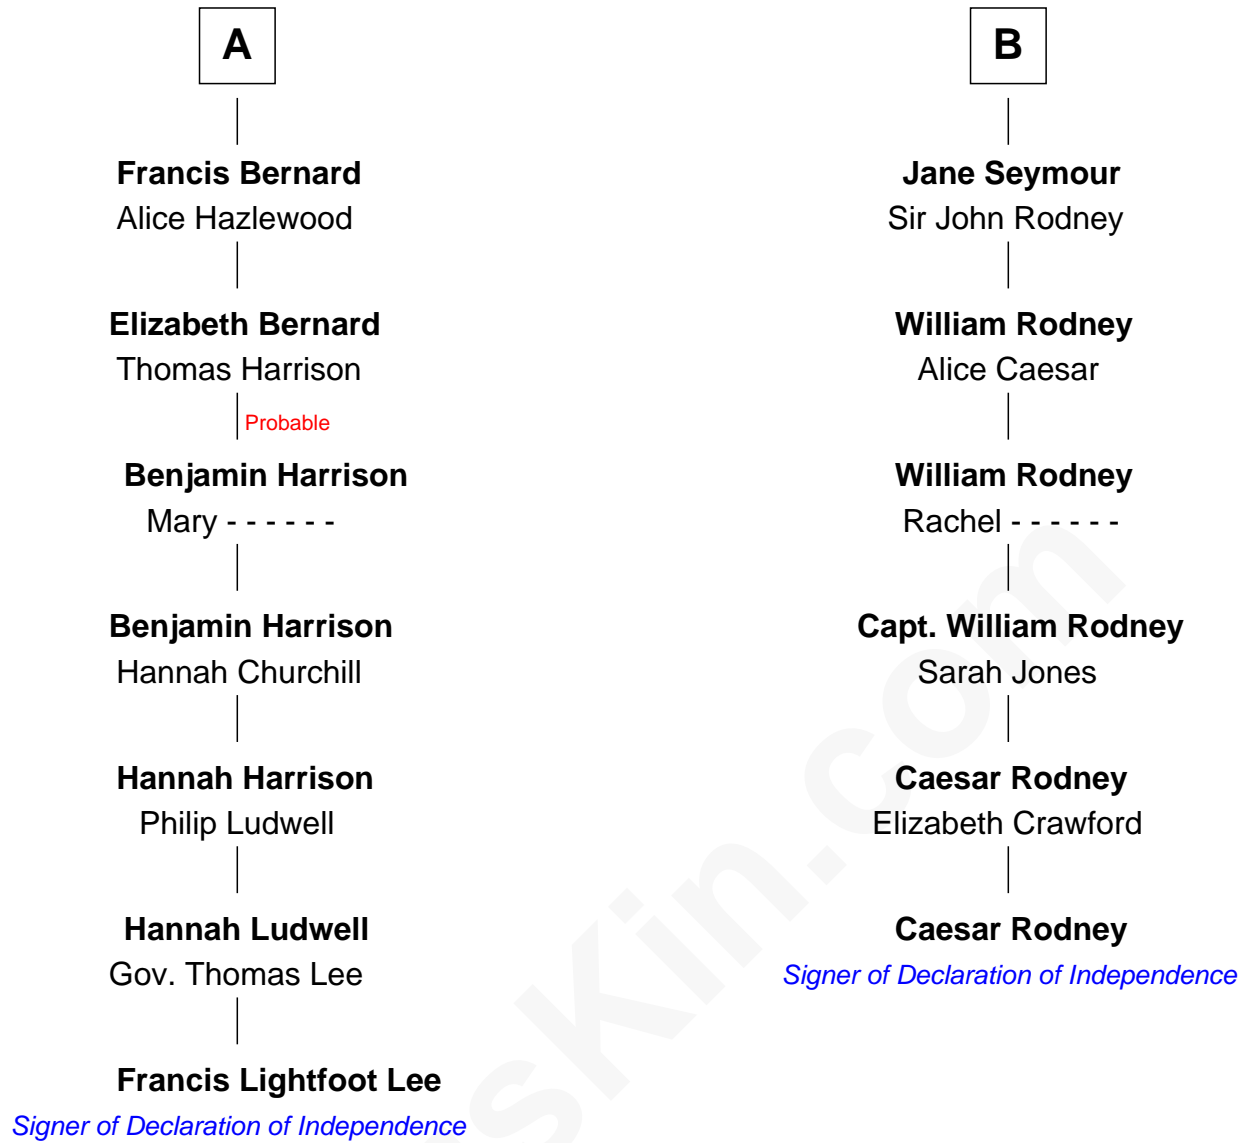 A
Francis Bernard
Alice Hazlewood
Elizabeth Bernard
Thomas Harrison
Probable
Benjamin Harrison
Mary - - - - - -
Benjamin Harrison
Hannah Churchill
Hannah Harrison
Philip Ludwell
Hannah Ludwell
Gov. Thomas Lee
Francis Lightfoot Lee
Signer of Declaration of Independence
B
Jane Seymour
Sir John Rodney
William Rodney
Alice Caesar
William Rodney
Rachel - - - - - -
Capt. William Rodney
Sarah Jones
Caesar Rodney
Elizabeth Crawford
Caesar Rodney
Signer of Declaration of Independence